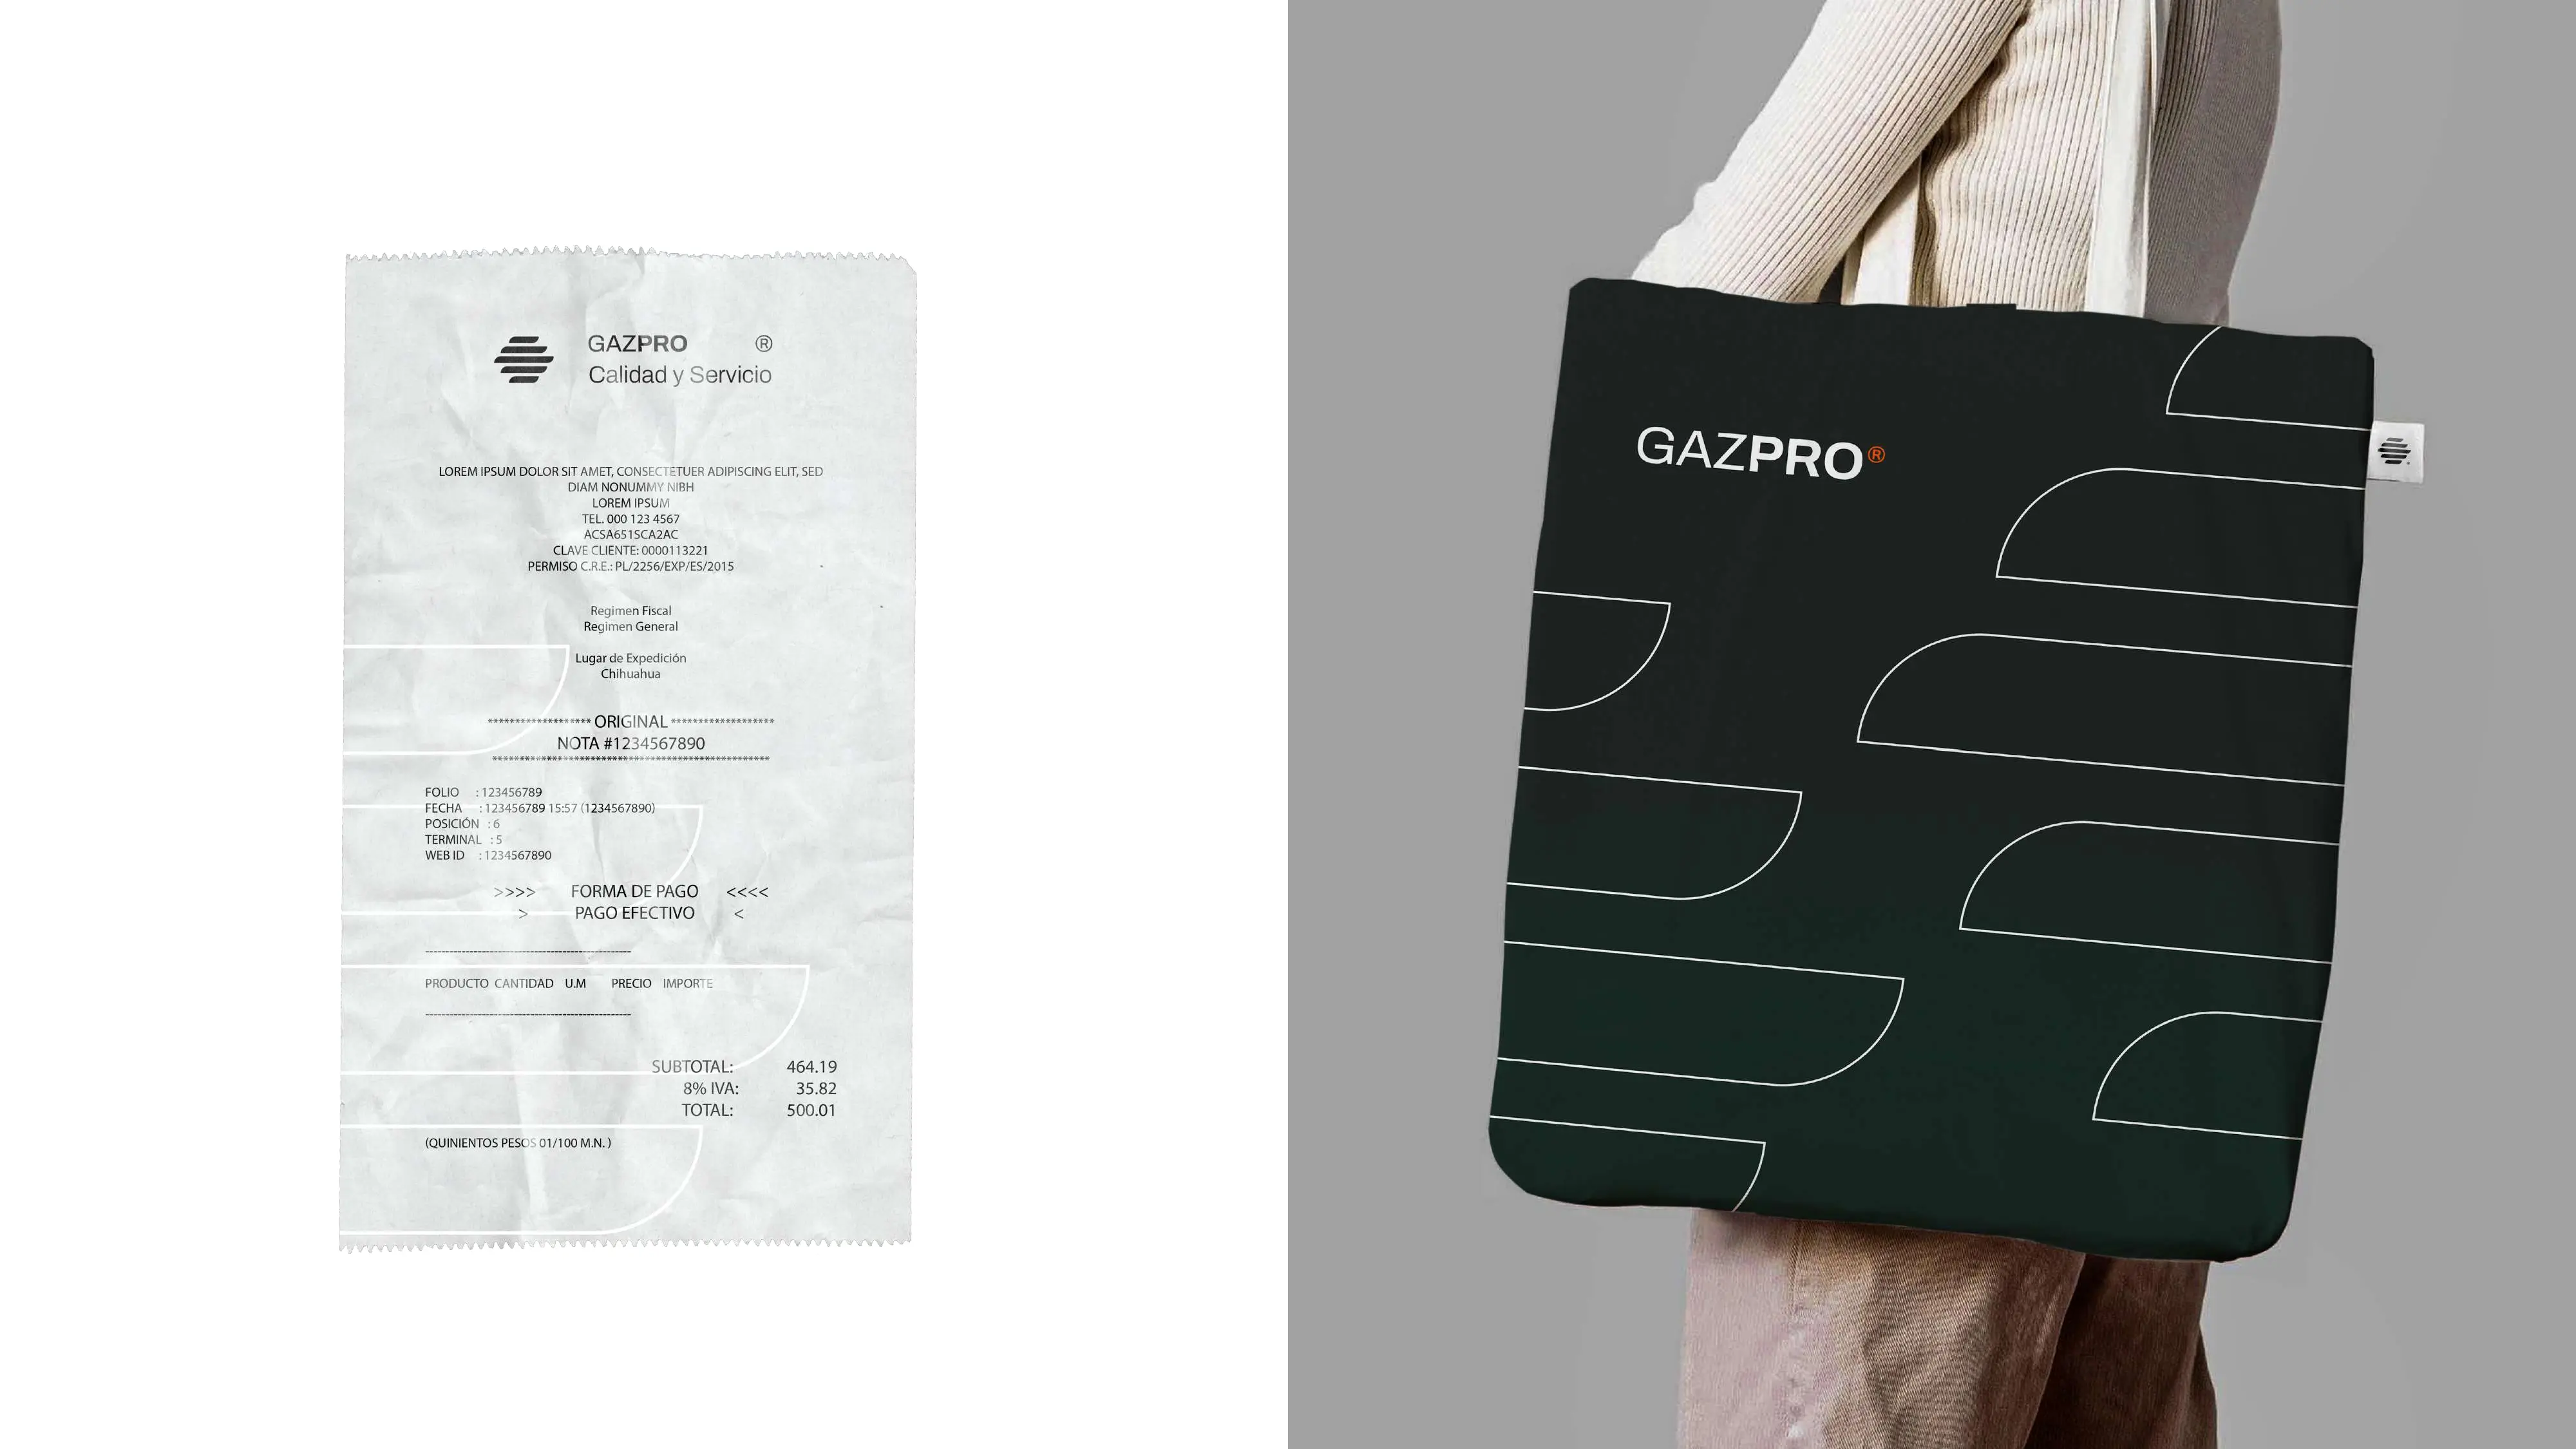 GAZPRO ®
Calidad y Servicio
LOREM IPSUM DOLOR SIT AMET, CONSECTETUER ADIPISCING ELIT, SED
DIAM NONUMMY NIBH
LOREM IPSUM
TEL. 000 123 4567
ACSA651SCA2AC
CLAVE CLIENTE: 0000113221
PERMISO C.R.E.: PL/2256/EXP/ES/2015
Regimen Fiscal
Regimen General
Lugar de Expedición
Chihuahua
******************* ORIGINAL *******************
NOTA #1234567890
***************************************************
FOLIO : 123456789
FECHA : 123456789 15:57 (1234567890)
POSICIÓN : 6
TERMINAL : 5
WEB ID : 1234567890
>>>> FORMA DE PAGO <<<<
> PAGO EFECTIVO <
--------------------------------------------------
PRODUCTO CANTIDAD U.M PRECIO IMPORTE
--------------------------------------------------
SUBTOTAL: 464.19
8% IVA: 35.82
TOTAL: 500.01
(QUINIENTOS PESOS 01/100 M.N. )
GAZPRO®